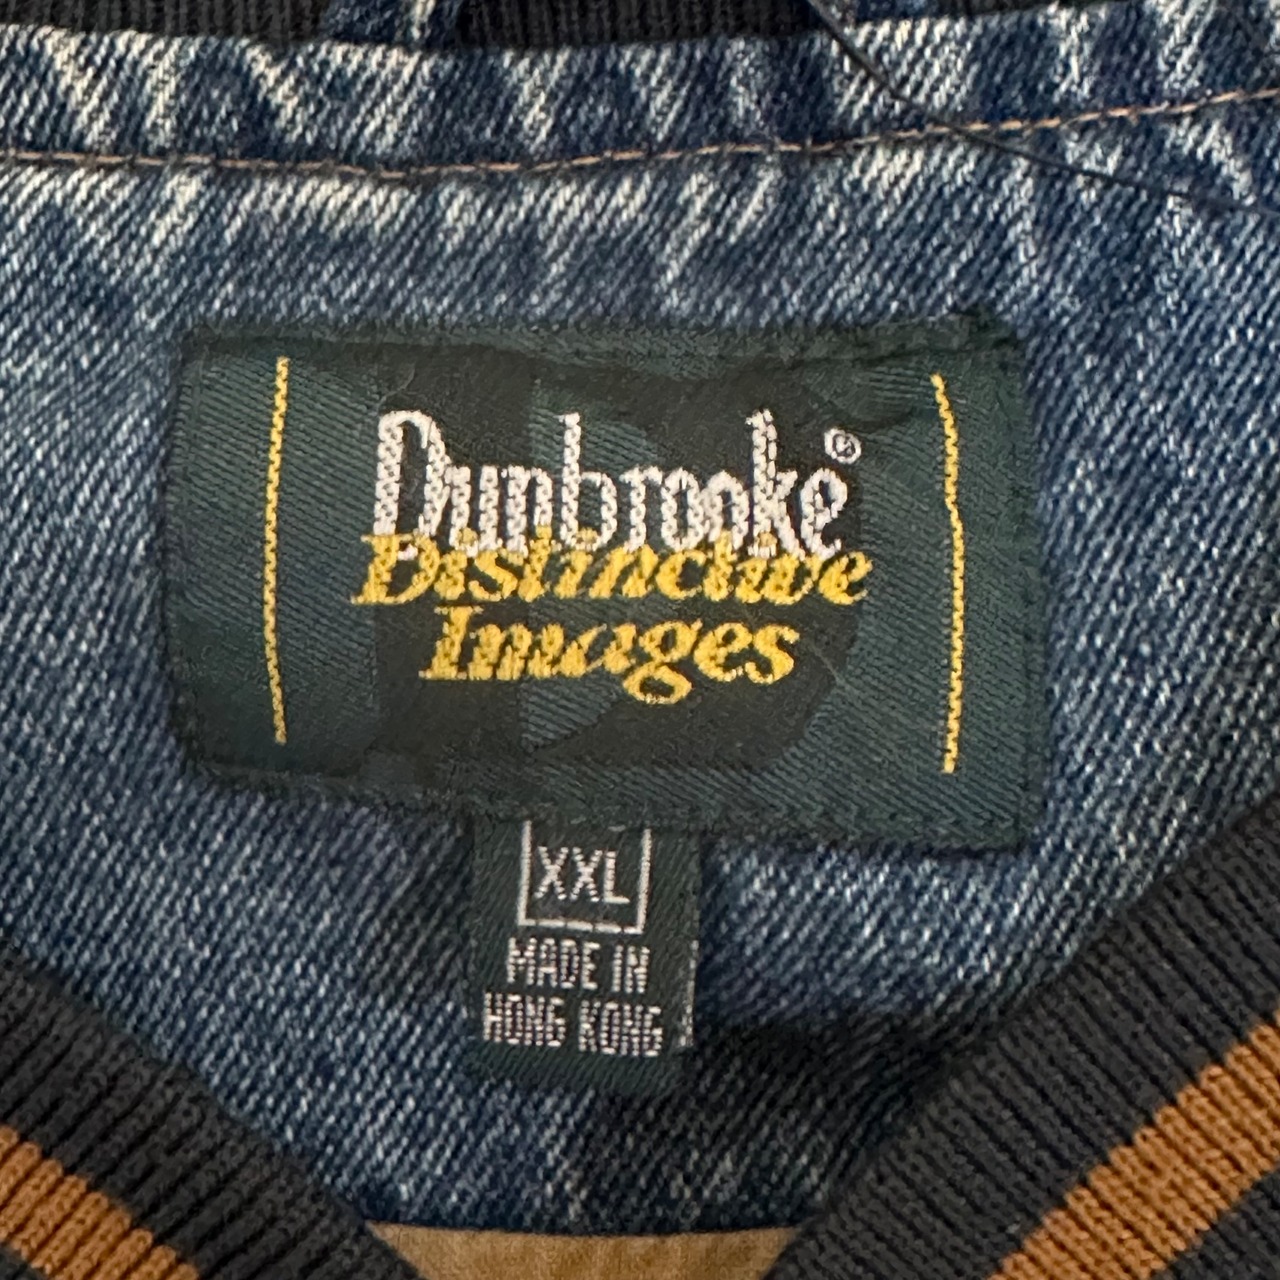 Dunbrooke®
Distinctive
Images
XXL
MADE IN
HONG KONG